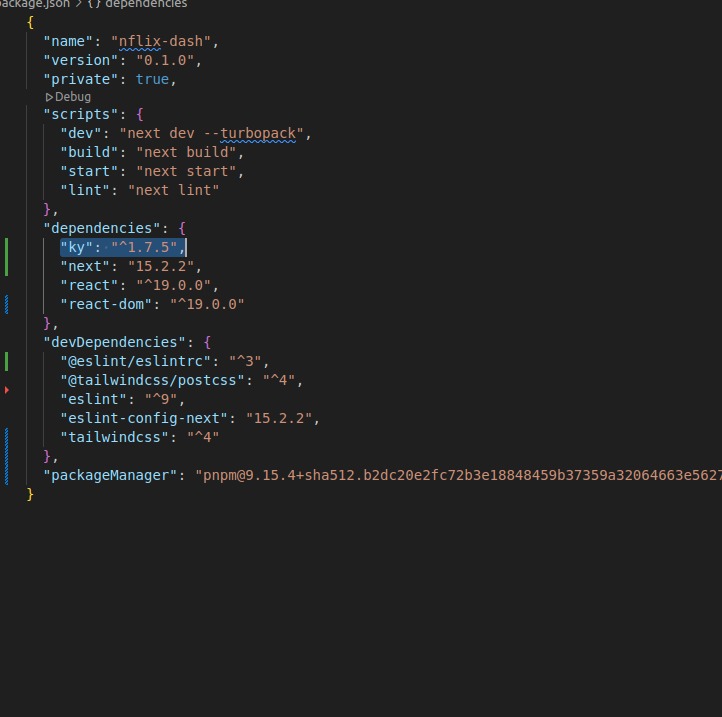 package.json > {} dependencies
{
"name": "nflix-dash",
"version": "0.1.0",
"private": true,
Debug
"scripts": {
"dev": "next dev --turbopack",
"build": "next build",
"start": "next start",
"lint": "next lint"
},
"dependencies": {
"ky": "^1.7.5",
"next": "15.2.2",
"react": "^19.0.0",
"react-dom": "^19.0.0"
},
"devDependencies": {
"@eslint/eslintrc": "^3",
"@tailwindcss/postcss": "^4",
"eslint": "^9",
"eslint-config-next": "15.2.2",
"tailwindcss": "^4"
},
"packageManager": "pnpm@9.15.4+sha512.b2dc20e2fc72b3e18848459b37359a32064663e5627
}